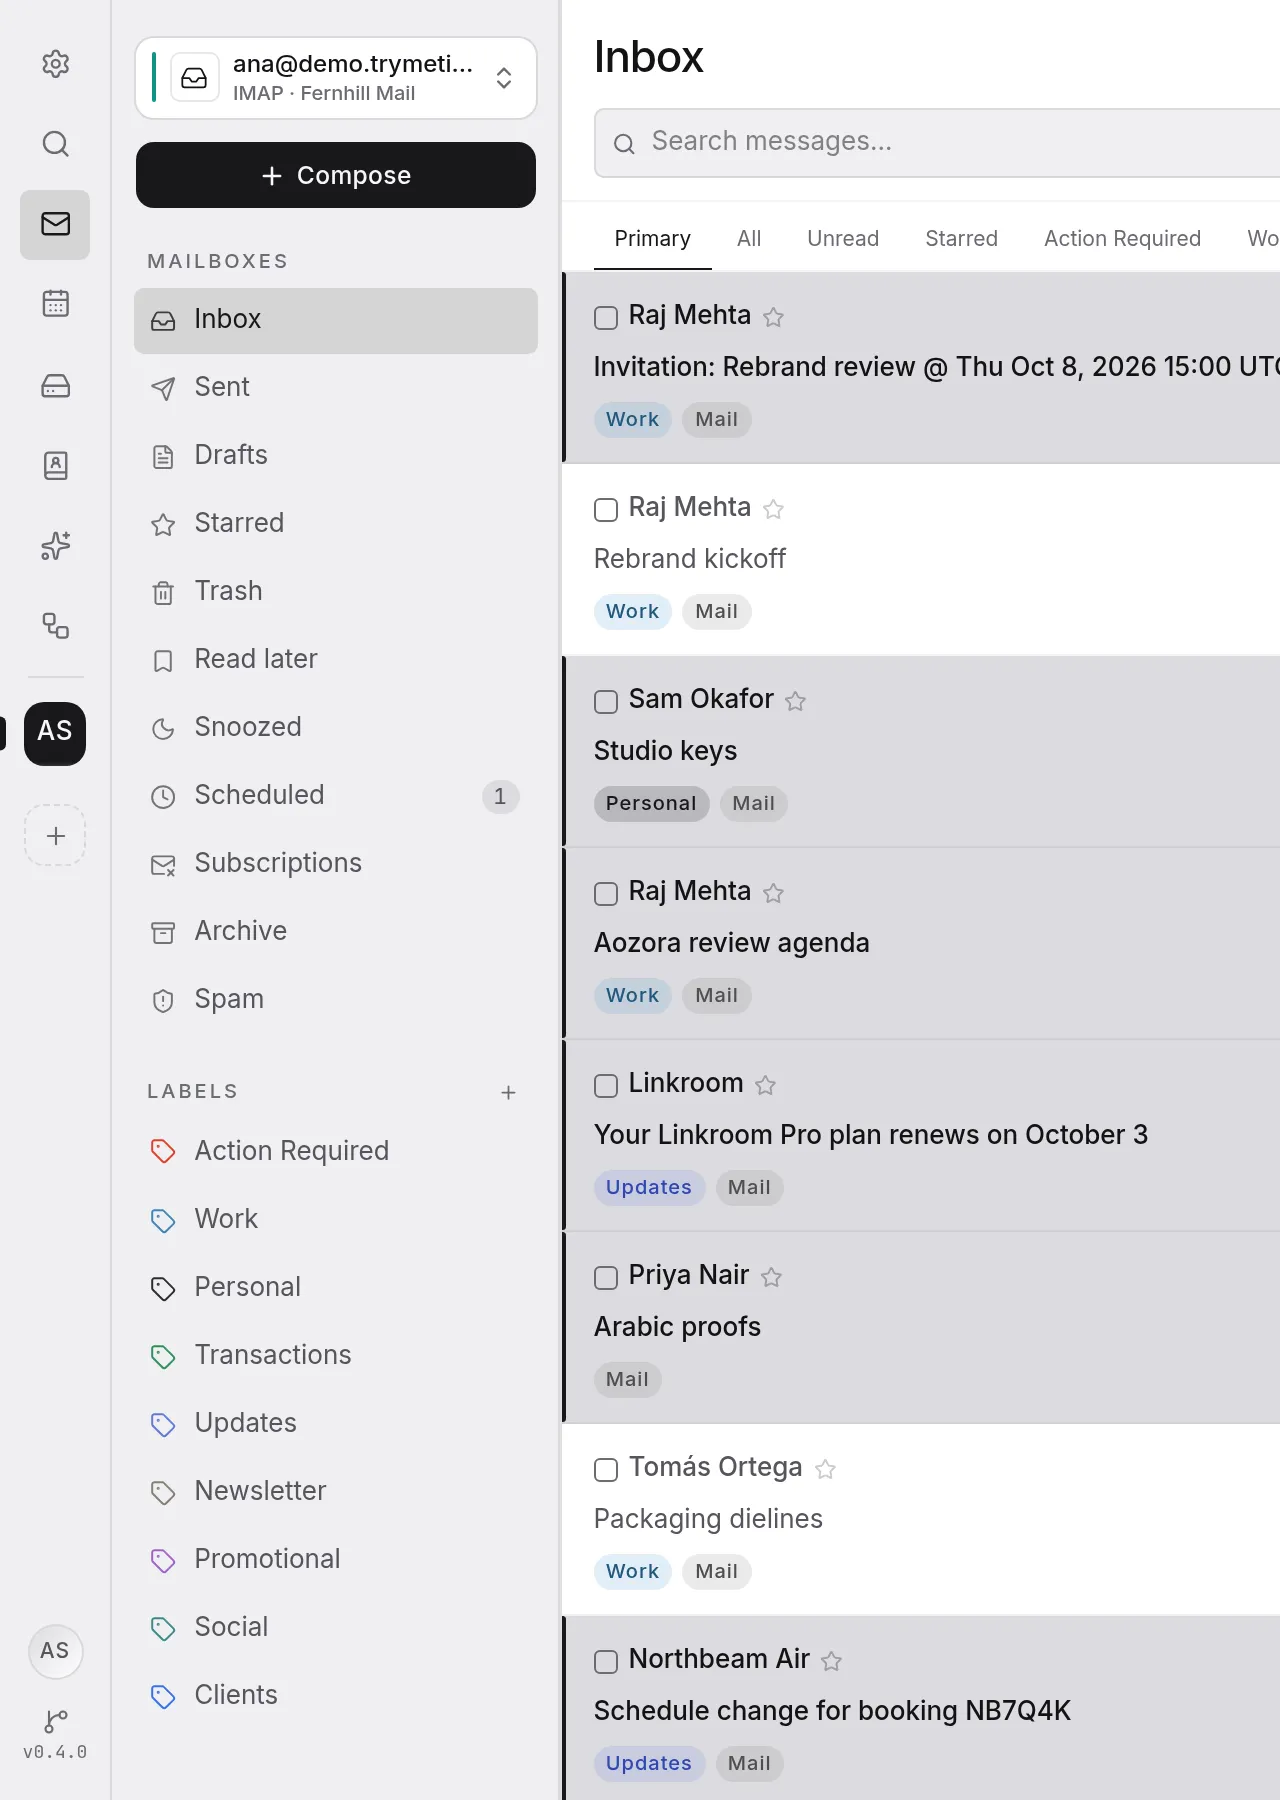 ana@demo.trymeti...
IMAP · Fernhill Mail
Compose
MAILBOXES
Inbox
Sent
Drafts
Starred
Trash
Read later
Snoozed
Scheduled 1
Subscriptions
Archive
Spam
LABELS
Action Required
Work
Personal
Transactions
Updates
Newsletter
Promotional
Social
Clients
AS
AS
v0.4.0
Inbox
Search messages...
Primary All Unread Starred Action Required
Raj Mehta
Invitation: Rebrand review @ Thu Oct 8, 2026 15:00 UTC
Work Mail
Raj Mehta
Rebrand kickoff
Work Mail
Sam Okafor
Studio keys
Personal Mail
Raj Mehta
Aozora review agenda
Work Mail
Linkroom
Your Linkroom Pro plan renews on October 3
Updates Mail
Priya Nair
Arabic proofs
Mail
Tomás Ortega
Packaging dielines
Work Mail
Northbeam Air
Schedule change for booking NB7Q4K
Updates Mail